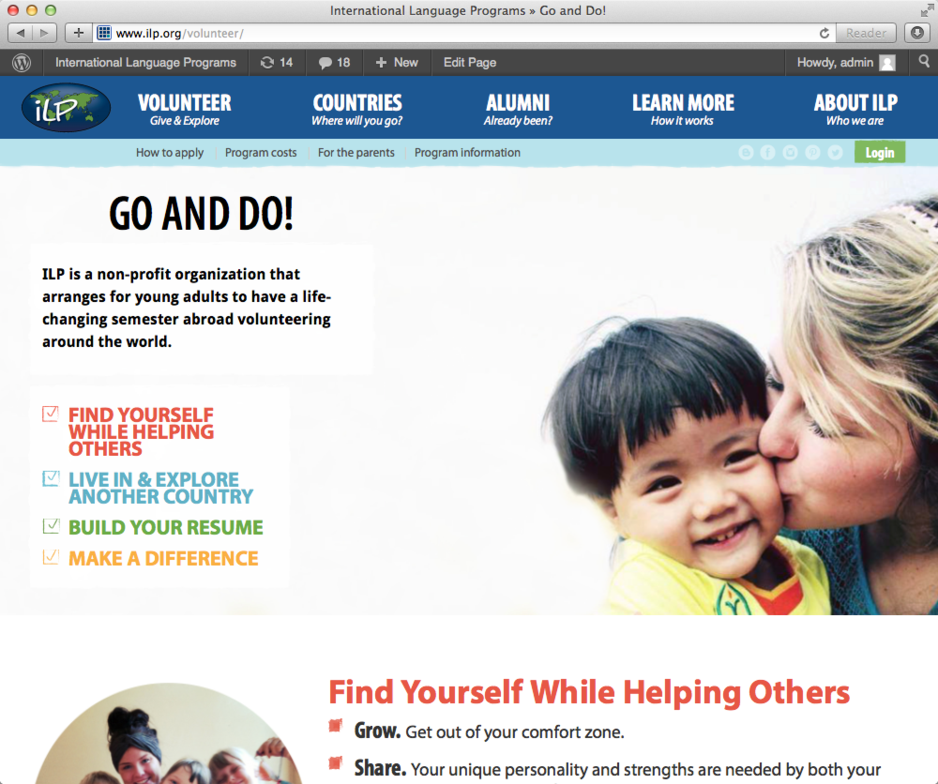 International Language Programs » Go and Do!
www.ilp.org/volunteer/
Reader
International Language Programs
14
18
New
Edit Page
Howdy, admin
iLP
VOLUNTEER
Give & Explore
COUNTRIES
Where will you go?
ALUMNI
Already been?
LEARN MORE
How it works
ABOUT ILP
Who we are
How to apply
Program costs
For the parents
Program information
Login
GO AND DO!
ILP is a non-profit organization that
arranges for young adults to have a life-
changing semester abroad volunteering
around the world.
FIND YOURSELF
WHILE HELPING
OTHERS
LIVE IN & EXPLORE
ANOTHER COUNTRY
BUILD YOUR RESUME
MAKE A DIFFERENCE
Find Yourself While Helping Others
Grow. Get out of your comfort zone.
Share. Your unique personality and strengths are needed by both your